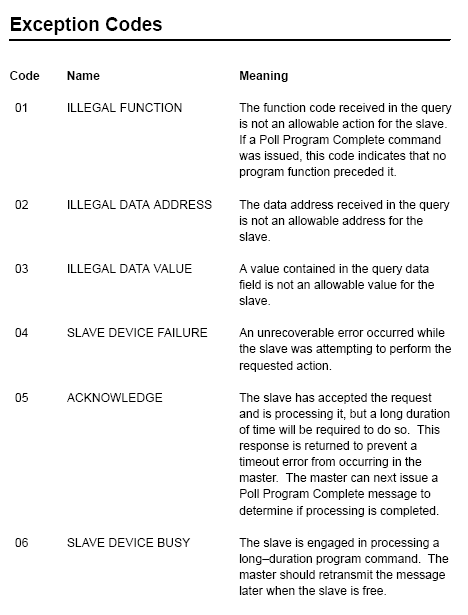 Exception Codes
Code Name Meaning
01 ILLEGAL FUNCTION The function code received in the query
is not an allowable action for the slave.
If a Poll Program Complete command
was issued, this code indicates that no
program function preceded it.
02 ILLEGAL DATA ADDRESS The data address received in the query
is not an allowable address for the
slave.
03 ILLEGAL DATA VALUE A value contained in the query data
field is not an allowable value for the
slave.
04 SLAVE DEVICE FAILURE An unrecoverable error occurred while
the slave was attempting to perform the
requested action.
05 ACKNOWLEDGE The slave has accepted the request
and is processing it, but a long duration
of time will be required to do so. This
response is returned to prevent a
timeout error from occurring in the
master. The master can next issue a
Poll Program Complete message to
determine if processing is completed.
06 SLAVE DEVICE BUSY The slave is engaged in processing a
long–duration program command. The
master should retransmit the message
later when the slave is free.